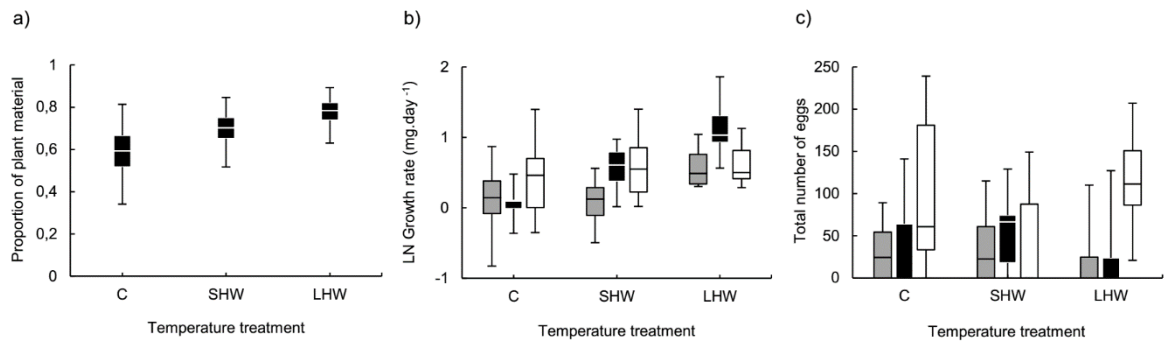 a)
Proportion of plant material
1
0,8
0,6
0,4
0,2
0
C SHW LHW
Temperature treatment
b)
LN Growth rate (mg.day ⁻¹)
2
1
0
-1
C SHW LHW
Temperature treatment
c)
Total number of eggs
250
200
150
100
50
0
C SHW LHW
Temperature treatment